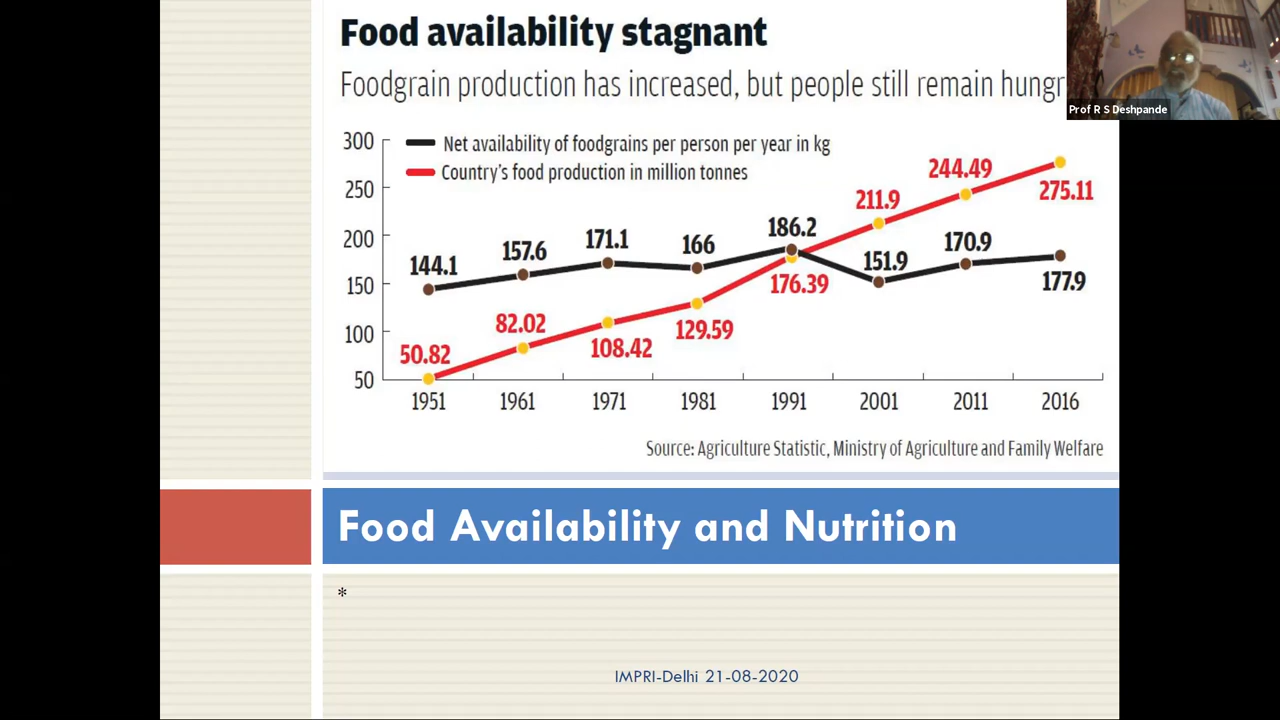 Food availability stagnant
Foodgrain production has increased, but people still remain hungr
Prof R S Deshpande
Net availability of foodgrains per person per year in kg
Country's food production in million tonnes
300
250
200
150
100
50
144.1
157.6
171.1
166
186.2
151.9
170.9
177.9
50.82
82.02
108.42
129.59
176.39
211.9
244.49
275.11
1951 1961 1971 1981 1991 2001 2011 2016
Source: Agriculture Statistic, Ministry of Agriculture and Family Welfare
Food Availability and Nutrition
*
IMPRI-Delhi 21-08-2020